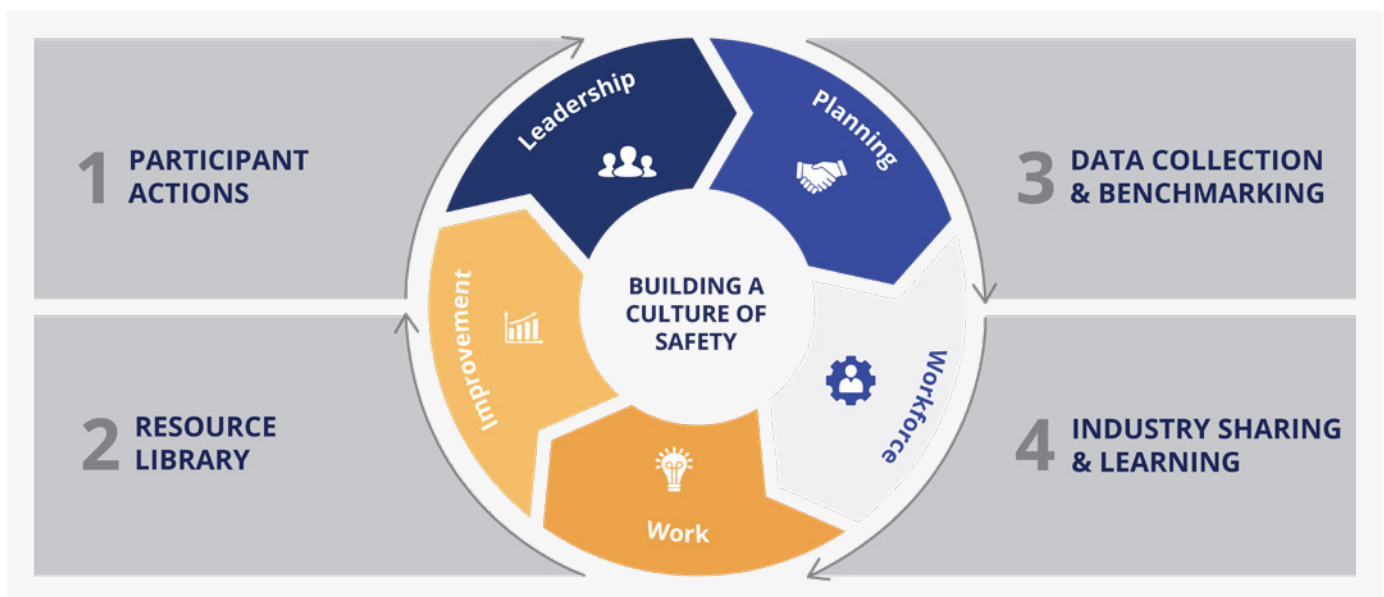 1 PARTICIPANT
ACTIONS
2 RESOURCE
LIBRARY
Leadership
Planning
Workforce
Work
Improvement
BUILDING A
CULTURE OF
SAFETY
3 DATA COLLECTION
& BENCHMARKING
4 INDUSTRY SHARING
& LEARNING